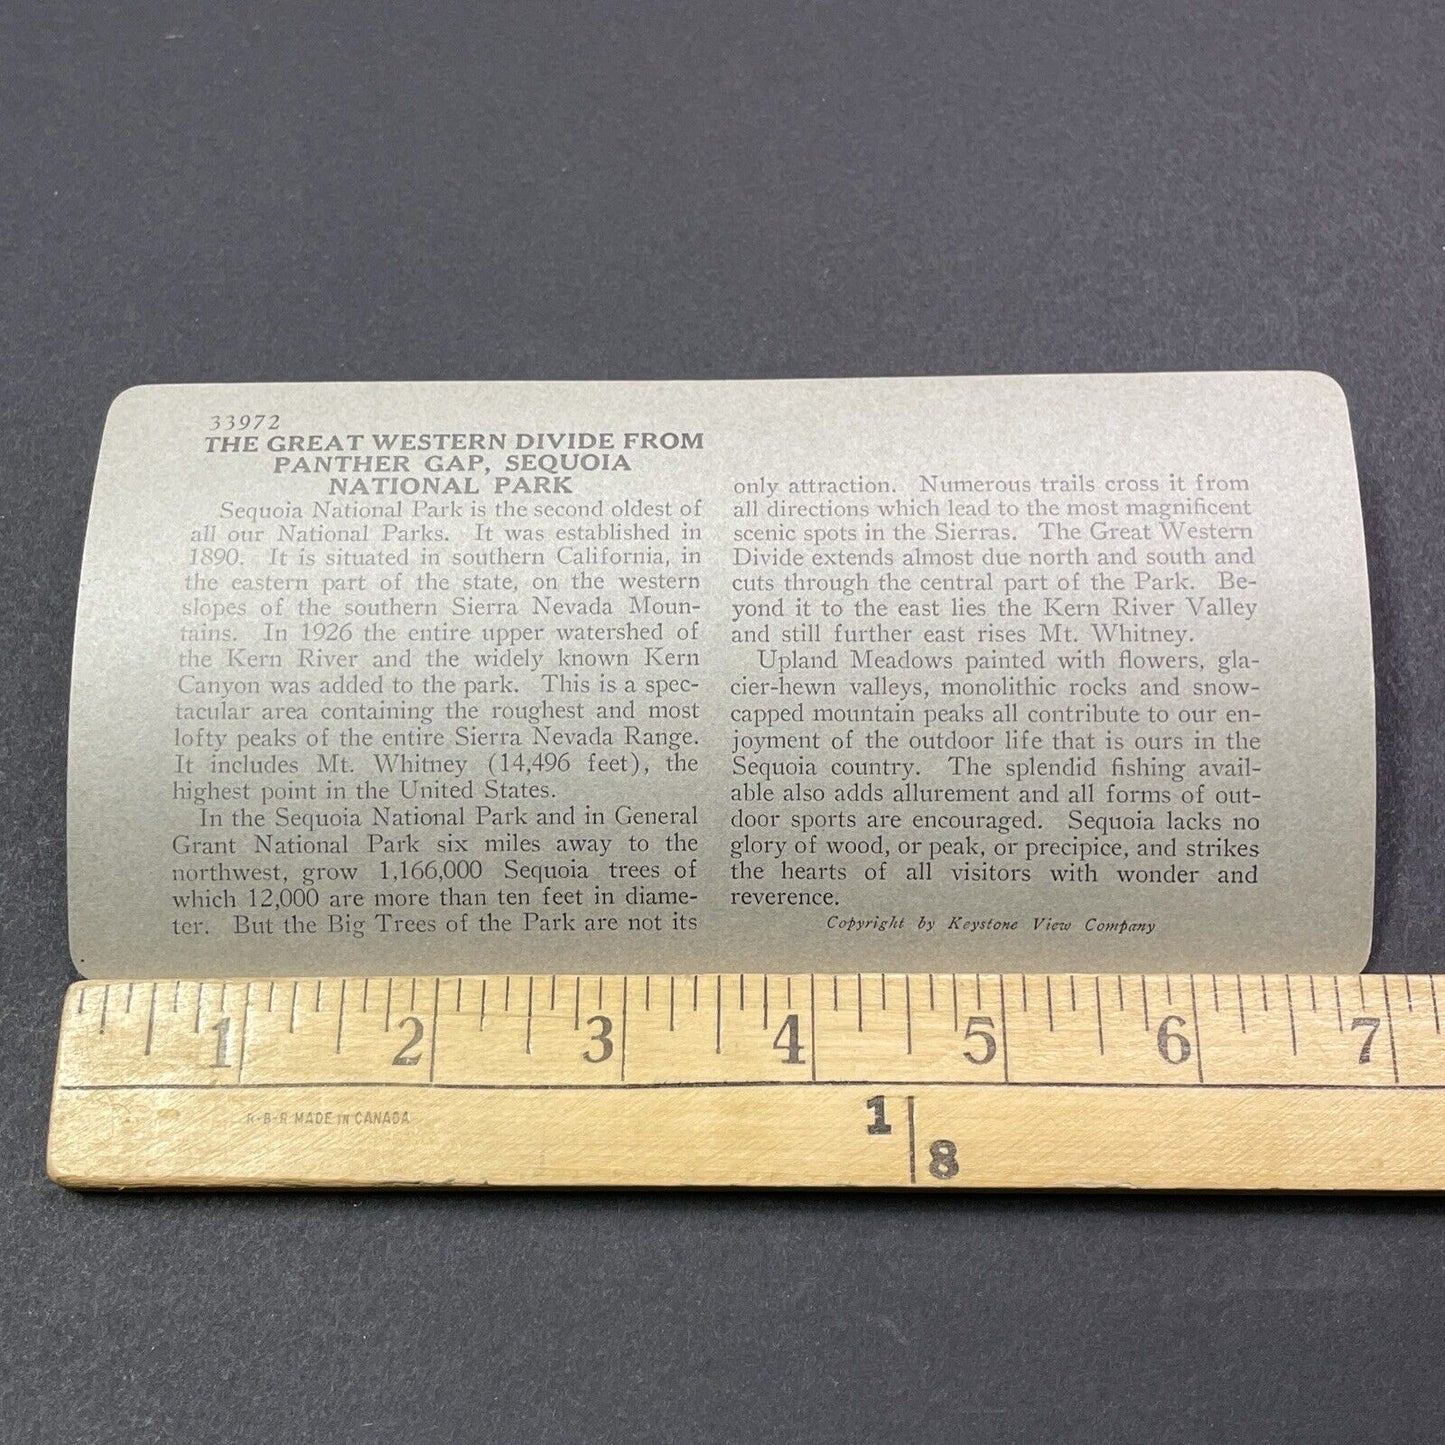 33972
THE GREAT WESTERN DIVIDE FROM
PANTHER GAP, SEQUOIA
NATIONAL PARK
Sequoia National Park is the second oldest of
all our National Parks. It was established in
1890. It is situated in southern California, in
the eastern part of the state, on the western
slopes of the southern Sierra Nevada Moun-
tains. In 1926 the entire upper watershed of
the Kern River and the widely known Kern
Canyon was added to the park. This is a spec-
tacular area containing the roughest and most
lofty peaks of the entire Sierra Nevada Range.
It includes Mt. Whitney (14,496 feet), the
highest point in the United States.
In the Sequoia National Park and in General
Grant National Park six miles away to the
northwest, grow 1,166,000 Sequoia trees of
which 12,000 are more than ten feet in diame-
ter. But the Big Trees of the Park are not its
only attraction. Numerous trails cross it from
all directions which lead to the most magnificent
scenic spots in the Sierras. The Great Western
Divide extends almost due north and south and
cuts through the central part of the Park. Be-
yond it to the east lies the Kern River Valley
and still further east rises Mt. Whitney.
Upland Meadows painted with flowers, gla-
cier-hewn valleys, monolithic rocks and snow-
capped mountain peaks all contribute to our en-
joyment of the outdoor life that is ours in the
Sequoia country. The splendid fishing avail-
able also adds allurement and all forms of out-
door sports are encouraged. Sequoia lacks no
glory of wood, or peak, or precipice, and strikes
the hearts of all visitors with wonder and
reverence.
Copyright by Keystone View Company
1 2 3 4 5 6 7
R-B-R MADE IN CANADA
1
8